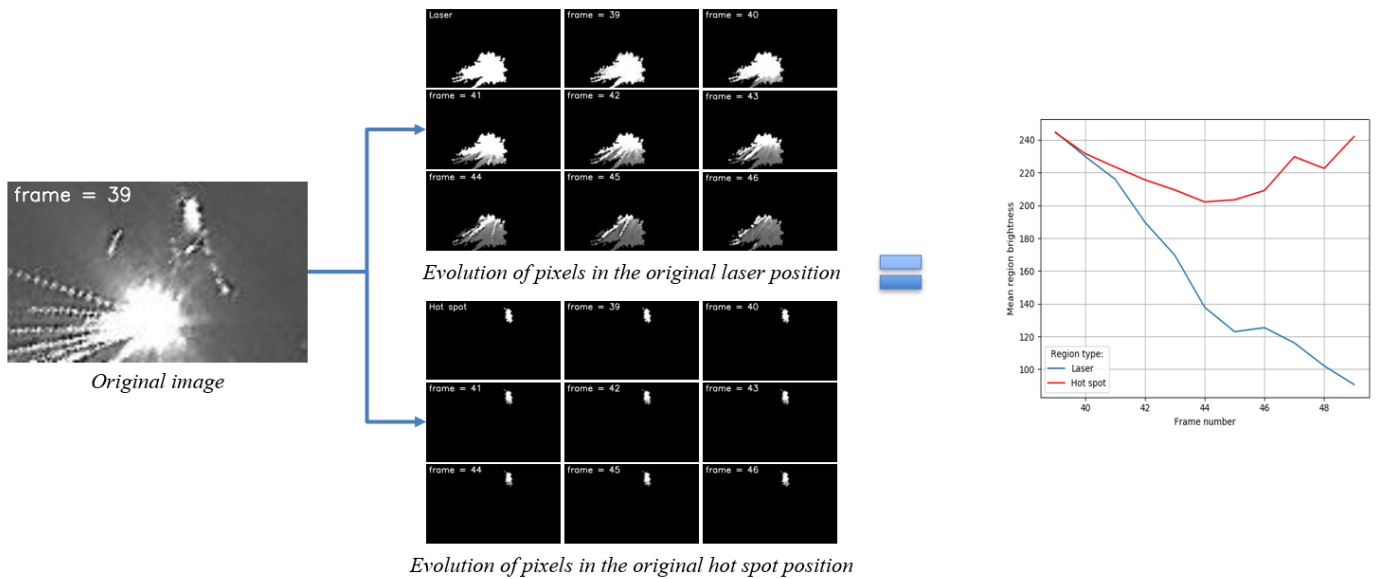 frame = 39
Original image
Laser
frame = 39
frame = 40
frame = 41
frame = 42
frame = 43
frame = 44
frame = 45
frame = 46
Evolution of pixels in the original laser position
Hot spot
frame = 39
frame = 40
frame = 41
frame = 42
frame = 43
frame = 44
frame = 45
frame = 46
Evolution of pixels in the original hot spot position
Mean region brightness
240
220
200
180
160
140
120
100
Region type:
Laser
Hot spot
40 42 44 46 48
Frame number